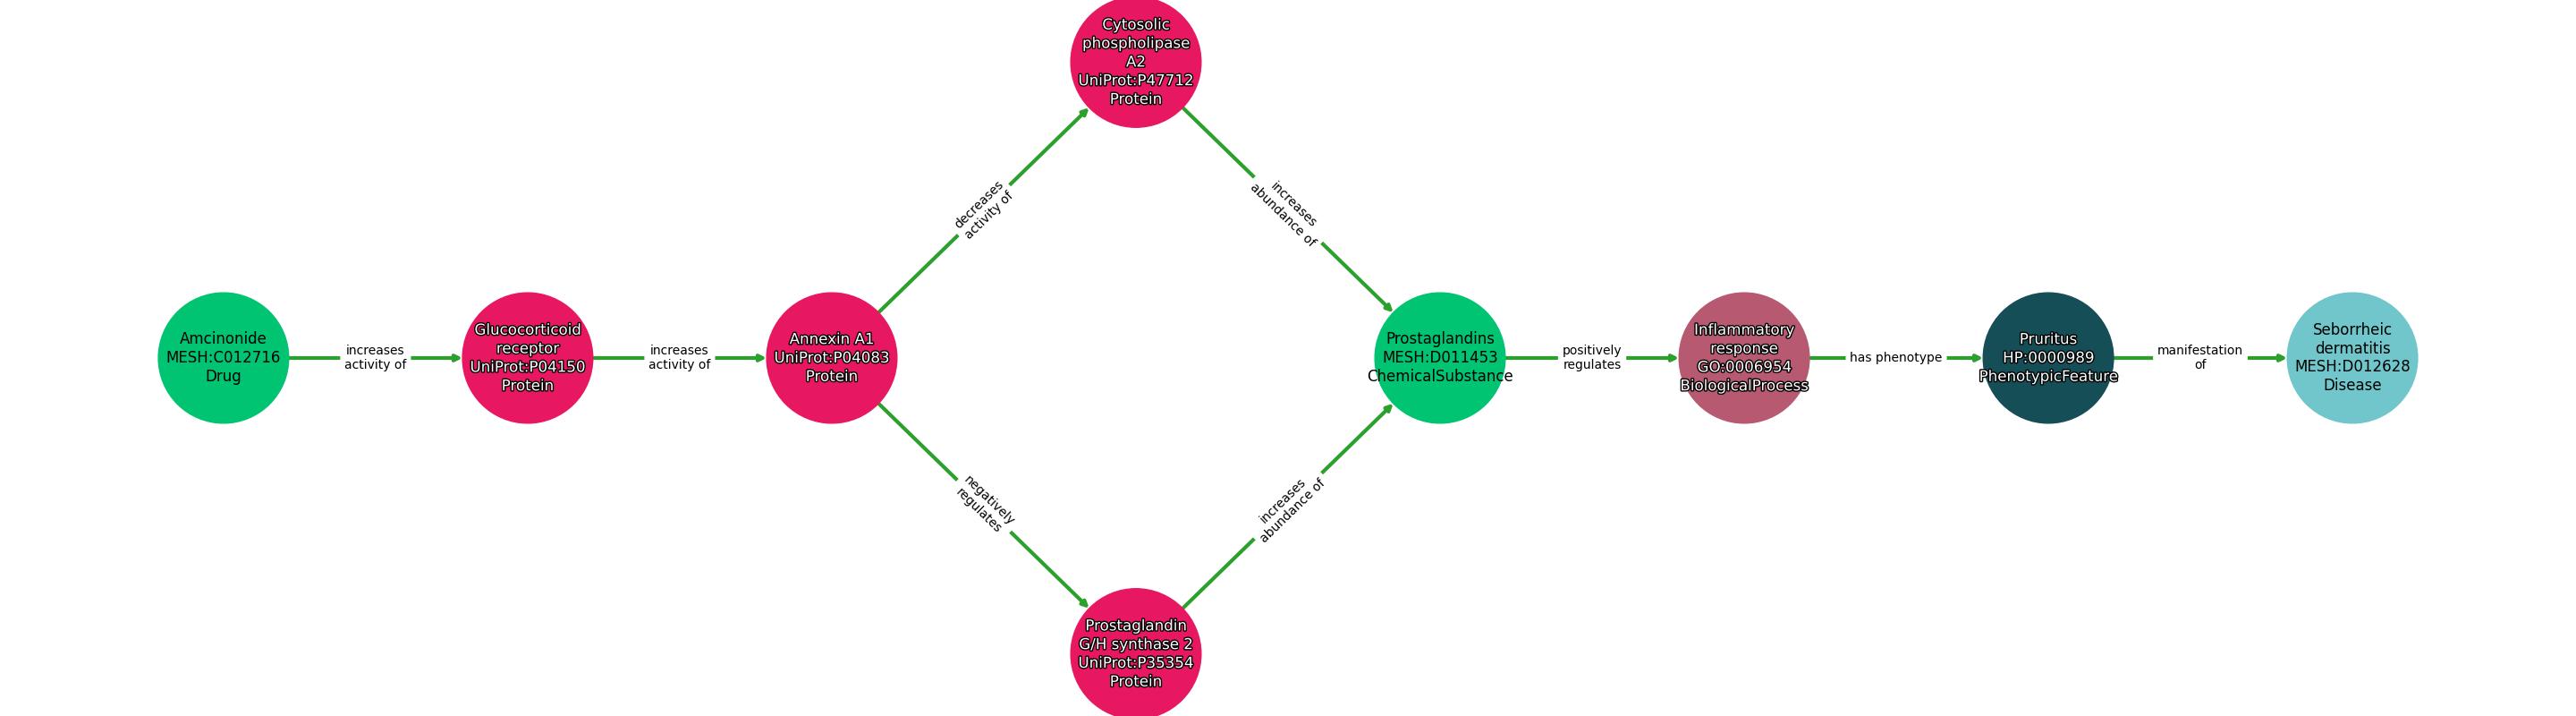 Cytosolic
phospholipase
A2
UniProt:P47712
Protein
decreases
activity of
increases
abundance of
Amcinonide
MESH:C012716
Drug
increases
activity of
Glucocorticoid
receptor
UniProt:P04150
Protein
increases
activity of
Annexin A1
UniProt:P04083
Protein
Prostaglandins
MESH:D011453
ChemicalSubstance
positively
regulates
Inflammatory
response
GO:0006954
BiologicalProcess
has phenotype
Pruritus
HP:0000989
PhenotypicFeature
manifestation
of
Seborrheic
dermatitis
MESH:D012628
Disease
negatively
regulates
increases
abundance of
Prostaglandin
G/H synthase 2
UniProt:P35354
Protein